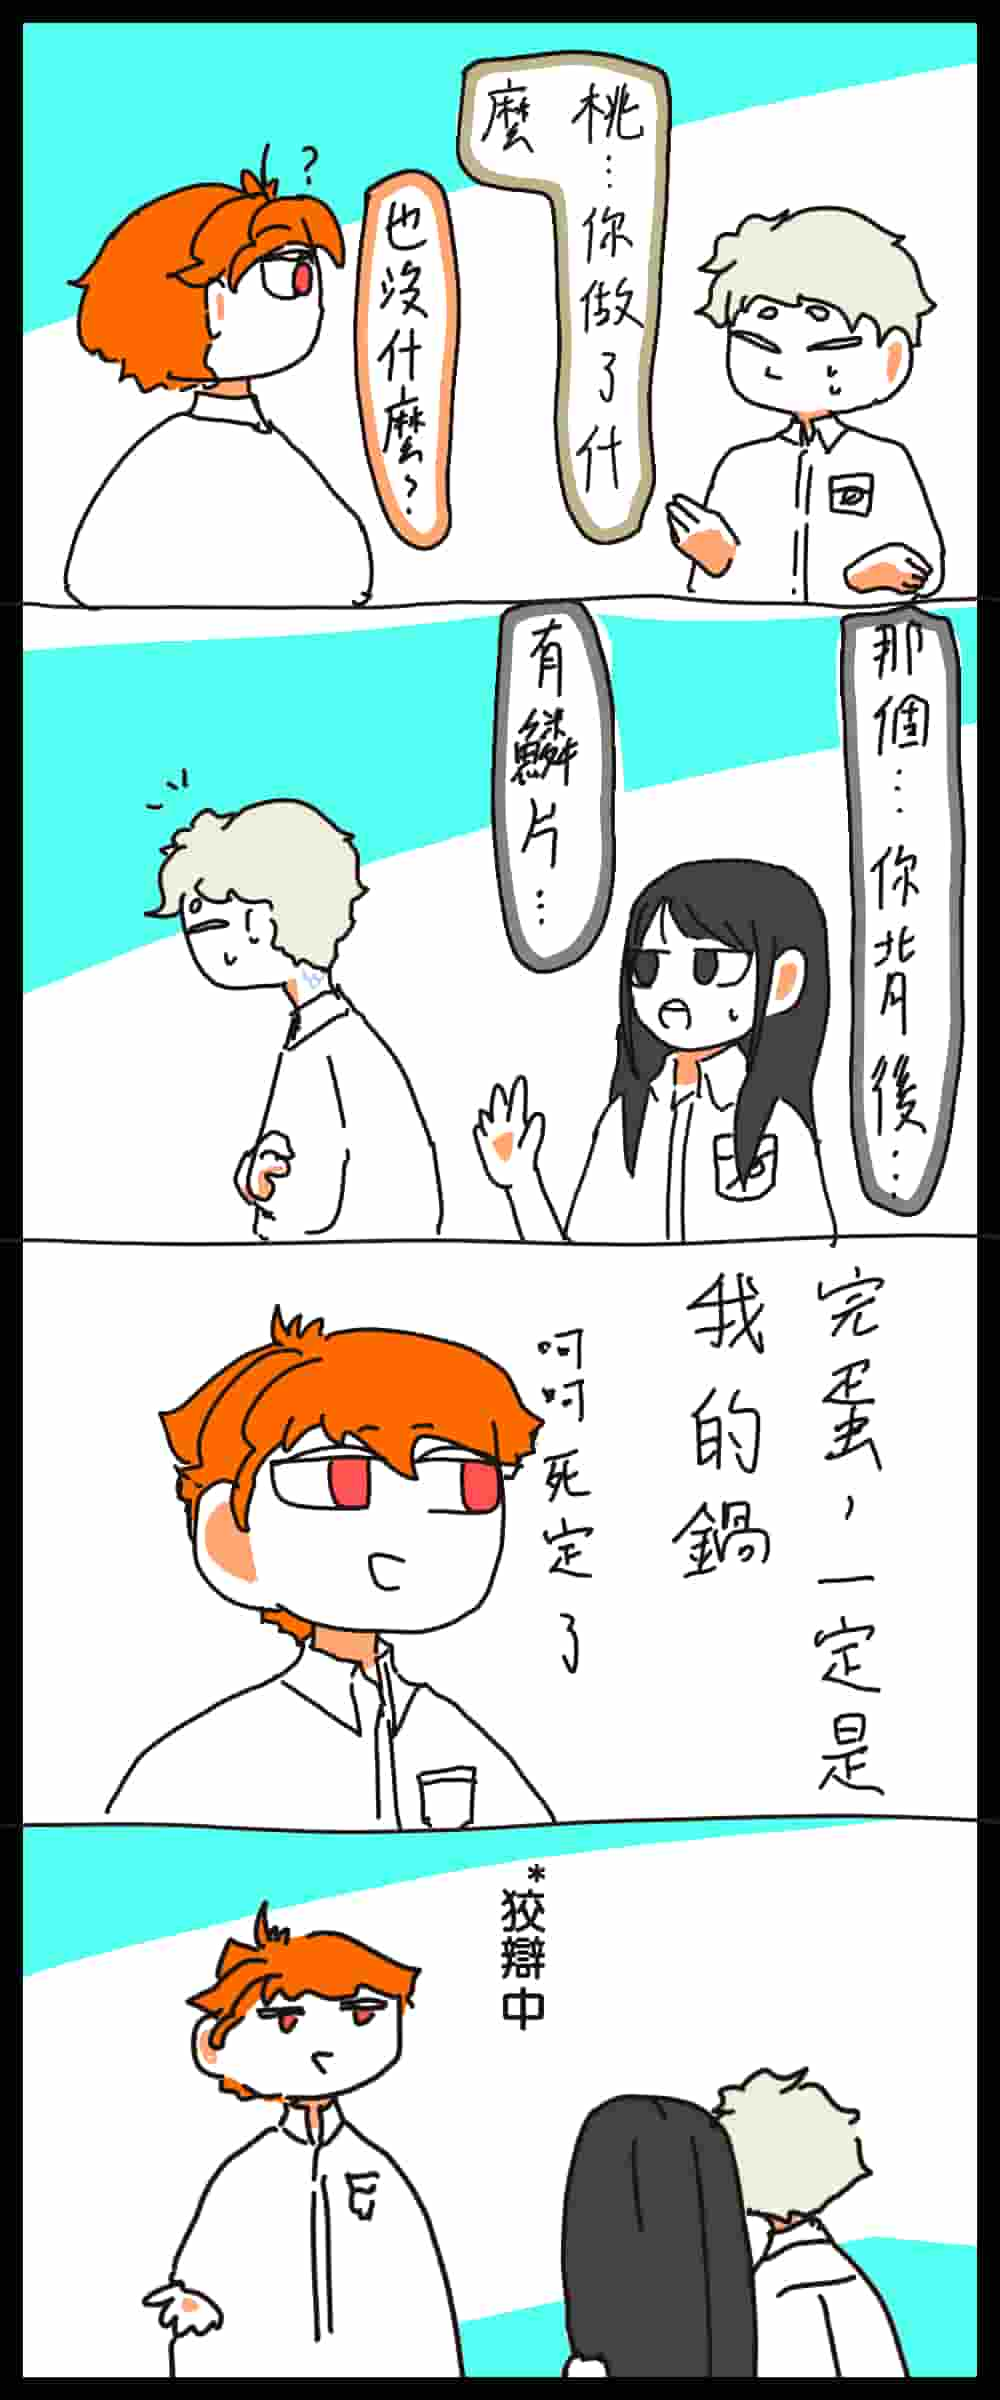 桃…你做了什
麼
?
也沒什麼?
那個…你背後…
有鱗片…
完蛋，一定是
我的鍋
呵呵死定了
*狡辯中